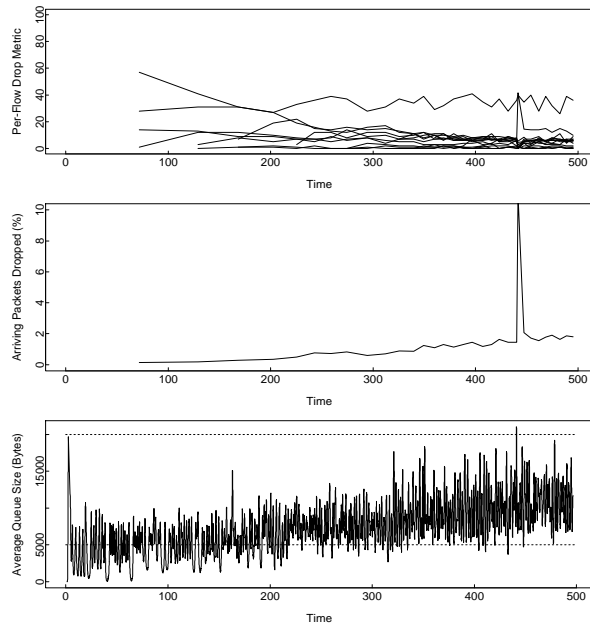 Per-Flow Drop Metric
0 20 40 60 80 100
0 100 200 300 400 500
Time
Arriving Packets Dropped (%)
0 2 4 6 8 10
0 100 200 300 400 500
Time
Average Queue Size (Bytes)
0 5000 15000
0 100 200 300 400 500
Time